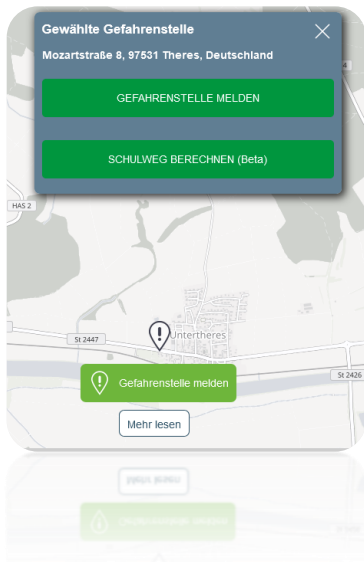 Gewählte Gefahrenstelle
Mozartstraße 8, 97531 Theres, Deutschland
4
GEFAHRENSTELLE MELDEN
SCHULWEG BERECHNEN (Beta)
HAS 2
St 2447
Untertheres
St 2426
Gefahrenstelle melden
Mehr lesen